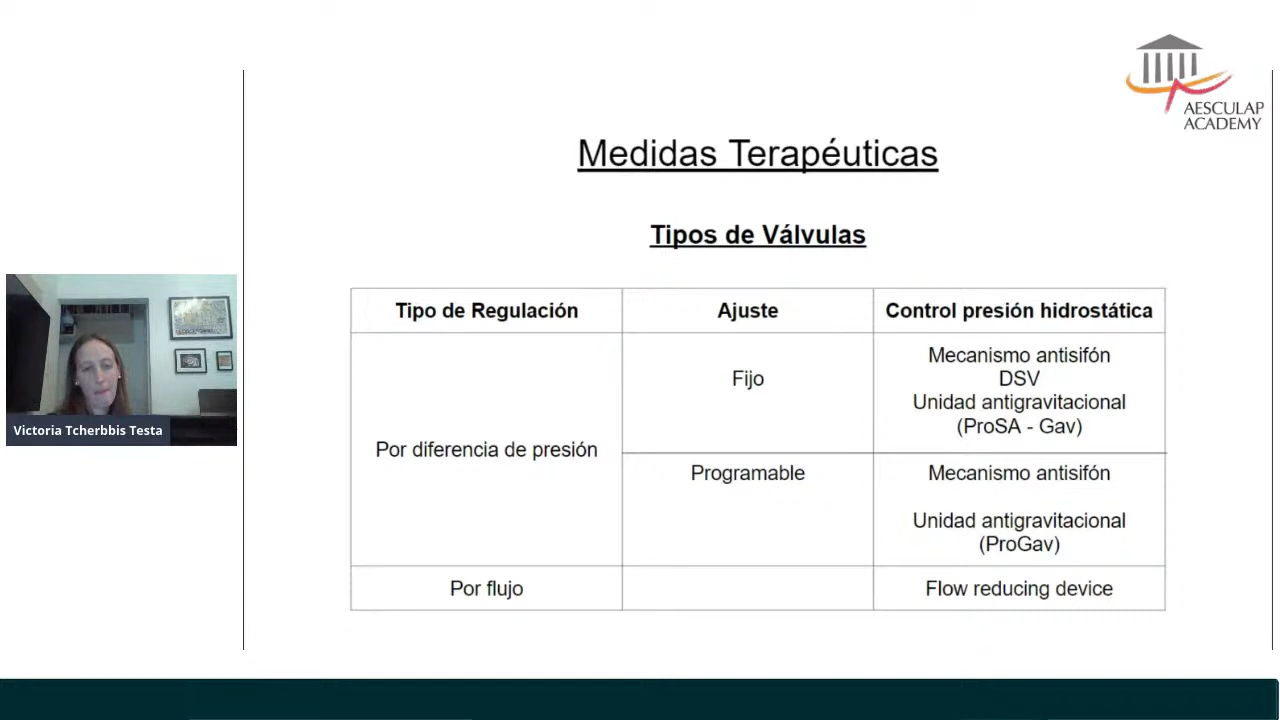 AESCULAP
ACADEMY
Medidas Terapéuticas
Tipos de Válvulas
Tipo de Regulación
Ajuste
Control presión hidrostática
Por diferencia de presión
Fijo
Mecanismo antisifón
DSV
Unidad antigravitacional
(ProSA - Gav)
Programable
Mecanismo antisifón
Unidad antigravitacional
(ProGav)
Por flujo
Flow reducing device
Victoria Tcherbbis Testa